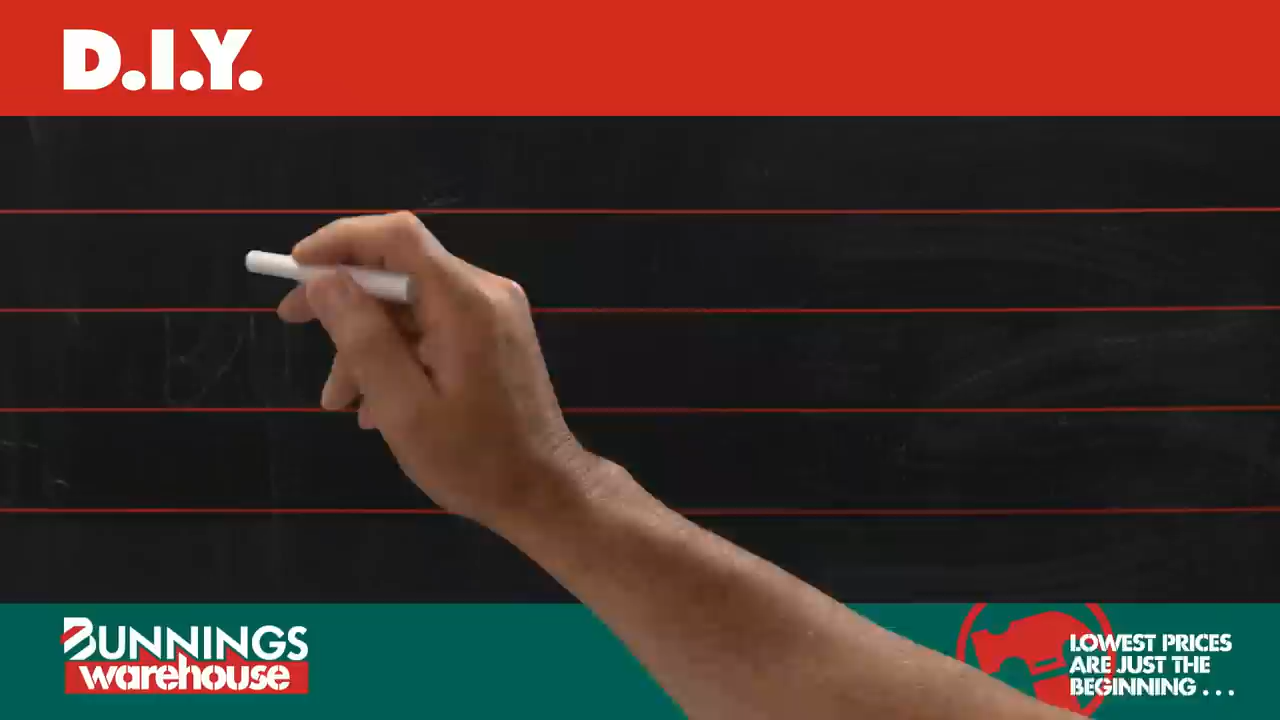 D.I.Y.
BUNNINGS
warehouse
LOWEST PRICES
ARE JUST THE
BEGINNING . . .